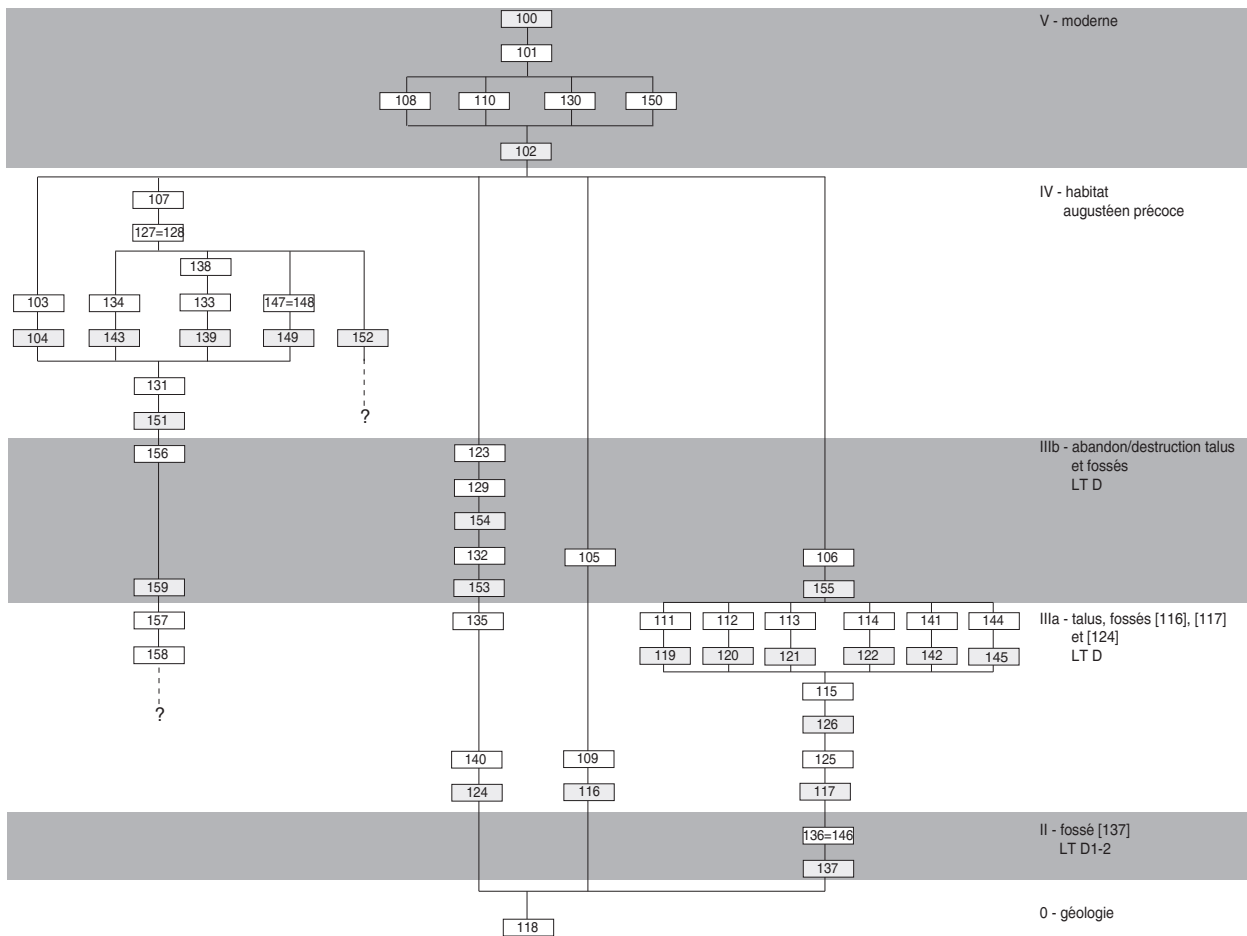 100
V - moderne
101
108 110 130 150
102
107
IV - habitat
augustéen précoce
127=128
138
103 134 133 147=148
104 143 139 149 152
131
?
151
156 123
IIIb - abandon/destruction talus
et fossés
LT D
129
154
132 105 106
159 153 155
157 135 111 112 113 114 141 144
IIIa - talus, fossés [116], [117]
et [124]
LT D
158 119 120 121 122 142 145
115
?
126
140 109 125
124 116 117
136=146
II - fossé [137]
LT D1-2
137
0 - géologie
118